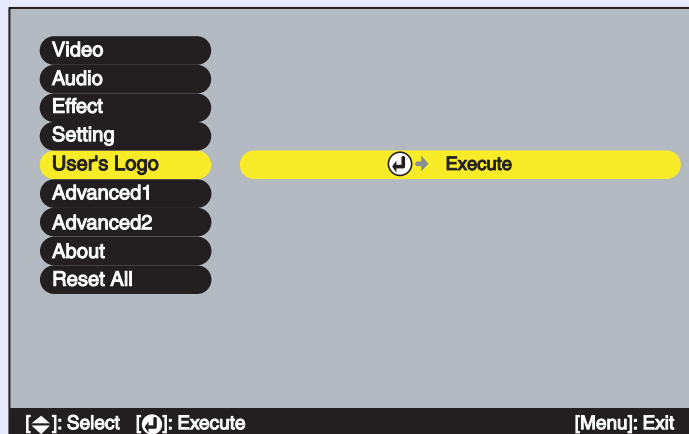 Video
Audio
Effect
Setting
User's Logo
Execute
Advanced1
Advanced2
About
Reset All
[]: Select []: Execute [Menu]: Exit